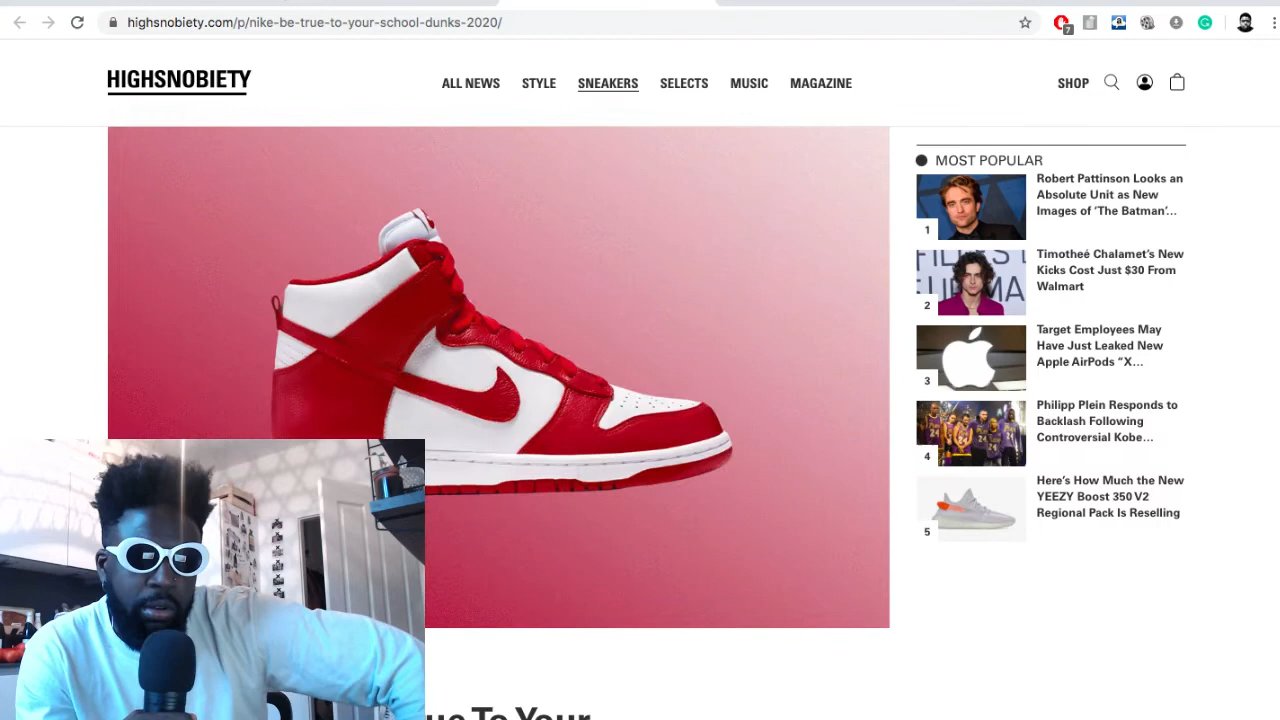 highsnobiety.com/p/nike-be-true-to-your-school-dunks-2020/
7
HIGHSNOBIETY
ALL NEWS STYLE SNEAKERS SELECTS MUSIC MAGAZINE
SHOP
MOST POPULAR
1
Robert Pattinson Looks an
Absolute Unit as New
Images of ‘The Batman’...
2
Timotheé Chalamet’s New
Kicks Cost Just $30 From
Walmart
3
Target Employees May
Have Just Leaked New
Apple AirPods “X...
4
Philipp Plein Responds to
Backlash Following
Controversial Kobe...
5
Here’s How Much the New
YEEZY Boost 350 V2
Regional Pack Is Reselling
To Your